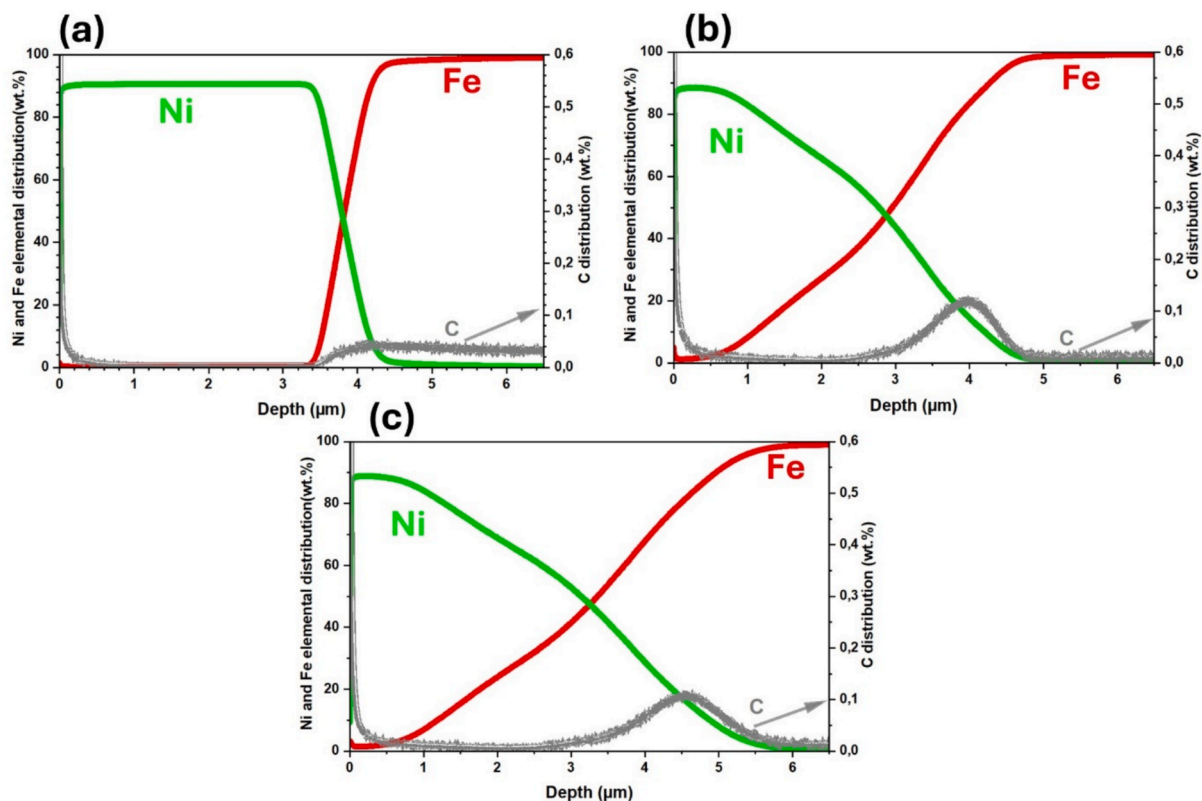 (a)
Ni and Fe elemental distribution(wt.%)
100
80
60
40
20
0
Ni
Fe
C
0,6
0,5
0,4
0,3
0,2
0,1
0,0
C distribution (wt.%)
0 1 2 3 4 5 6
Depth (µm)
(b)
Ni and Fe elemental distribution(wt.%)
100
80
60
40
20
0
Ni
Fe
C
0,6
0,5
0,4
0,3
0,2
0,1
0,0
C distribution (wt.%)
0 1 2 3 4 5 6
Depth (µm)
(c)
Ni and Fe elemental distribution(wt.%)
100
80
60
40
20
0
Ni
Fe
C
0,6
0,5
0,4
0,3
0,2
0,1
0,0
C distribution (wt.%)
0 1 2 3 4 5 6
Depth (µm)